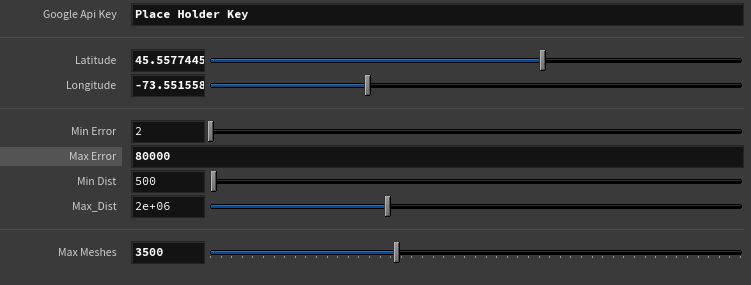 Google Api Key Place Holder Key
Latitude 45.5577445
Longitude -73.551558
Min Error 2
Max Error 80000
Min Dist 500
Max_Dist 2e+06
Max Meshes 3500